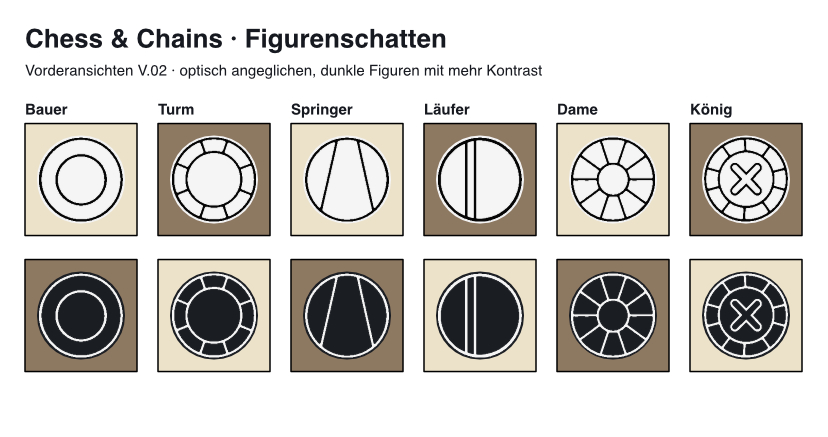 Chess & Chains · Figurenschatten
Vorderansichten V.02 · optisch angeglichen, dunkle Figuren mit mehr Kontrast
Bauer Turm Springer Läufer Dame König